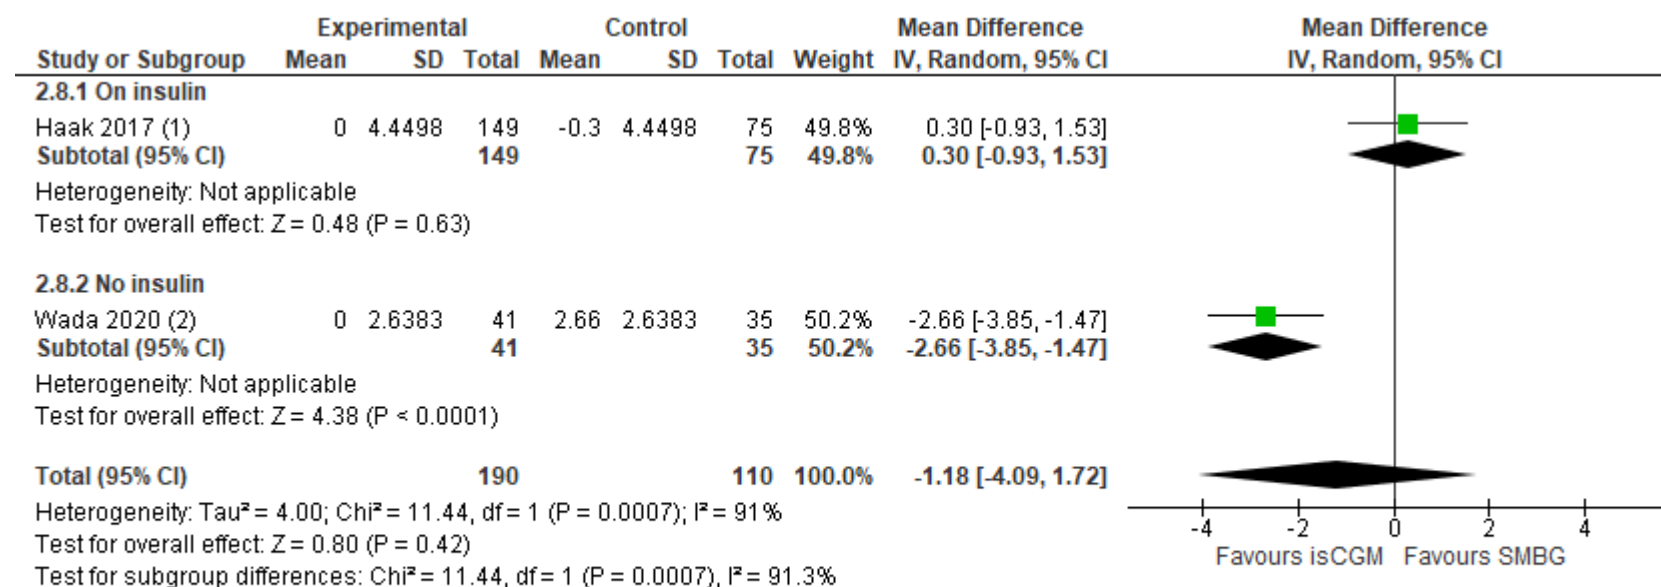 Experimental Control Mean Difference Mean Difference
Study or Subgroup Mean SD Total Mean SD Total Weight IV, Random, 95% CI IV, Random, 95% CI
2.8.1 On insulin
Haak 2017 (1) 0 4.4498 149 -0.3 4.4498 75 49.8% 0.30 [-0.93, 1.53]
Subtotal (95% CI) 149 75 49.8% 0.30 [-0.93, 1.53]
Heterogeneity: Not applicable
Test for overall effect: Z = 0.48 (P = 0.63)
2.8.2 No insulin
Wada 2020 (2) 0 2.6383 41 2.66 2.6383 35 50.2% -2.66 [-3.85, -1.47]
Subtotal (95% CI) 41 35 50.2% -2.66 [-3.85, -1.47]
Heterogeneity: Not applicable
Test for overall effect: Z = 4.38 (P < 0.0001)
Total (95% CI) 190 110 100.0% -1.18 [-4.09, 1.72]
Heterogeneity: Tau² = 4.00; Chi² = 11.44, df = 1 (P = 0.0007); I² = 91%
Test for overall effect: Z = 0.80 (P = 0.42)
Test for subgroup differences: Chi² = 11.44, df = 1 (P = 0.0007), I² = 91.3%
-4 -2 0 2 4
Favours isCGM Favours SMBG